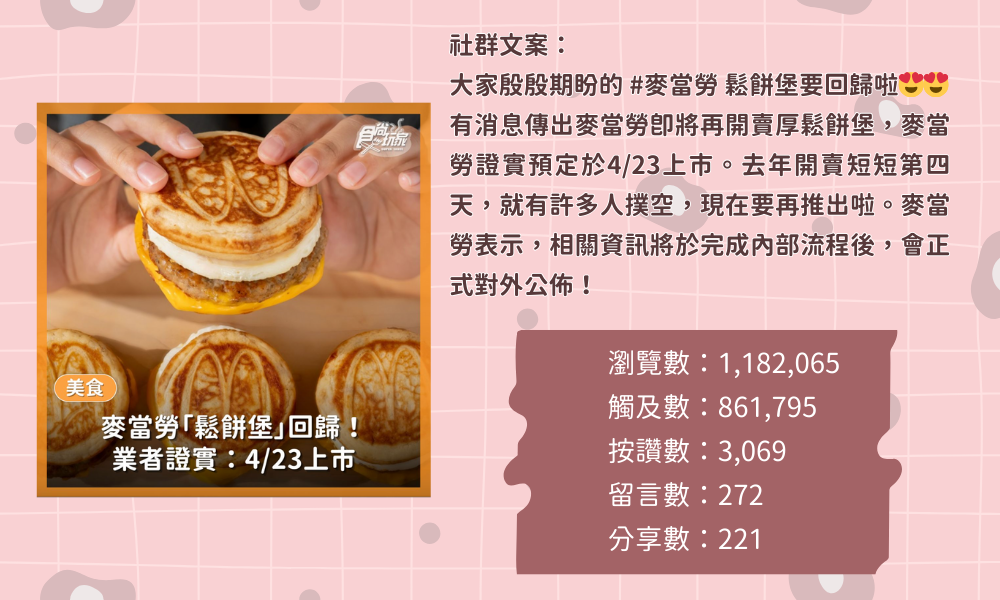 社群文案：
大家殷殷期盼的 #麥當勞 鬆餅堡要回歸啦😍😍
有消息傳出麥當勞即將再開賣厚鬆餅堡，麥當
勞證實預定於4/23上市。去年開賣短短第四
天，就有許多人撲空，現在要再推出啦。麥當
勞表示，相關資訊將於完成內部流程後，會正
式對外公佈！
食尚玩家
美食
麥當勞「鬆餅堡」回歸！
業者證實：4/23上市
瀏覽數：1,182,065
觸及數：861,795
按讚數：3,069
留言數：272
分享數：221